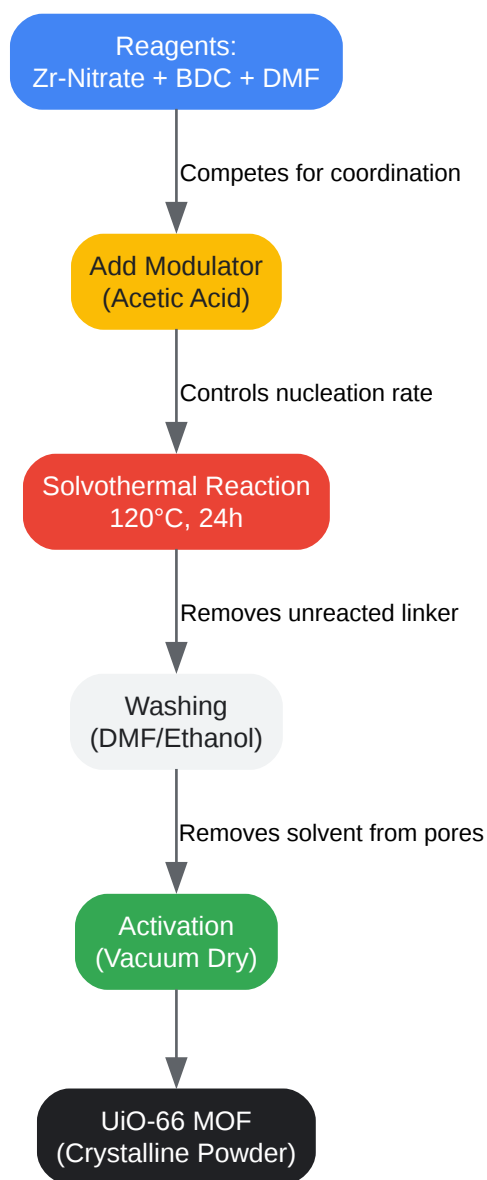 Reagents:
Zr-Nitrate + BDC + DMF
Competes for coordination
Add Modulator
(Acetic Acid)
Controls nucleation rate
Solvothermal Reaction
120°C, 24h
Removes unreacted linker
Washing
(DMF/Ethanol)
Removes solvent from pores
Activation
(Vacuum Dry)
UiO-66 MOF
(Crystalline Powder)